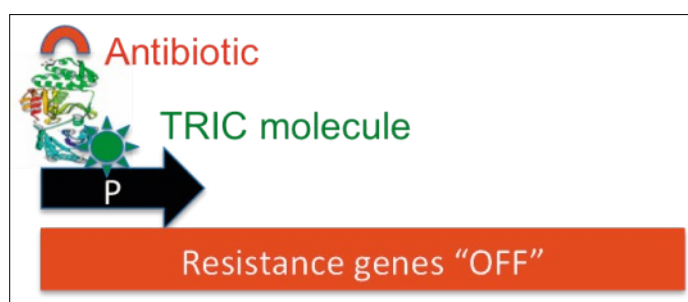 Antibiotic
TRIC molecule
P
Resistance genes “OFF”